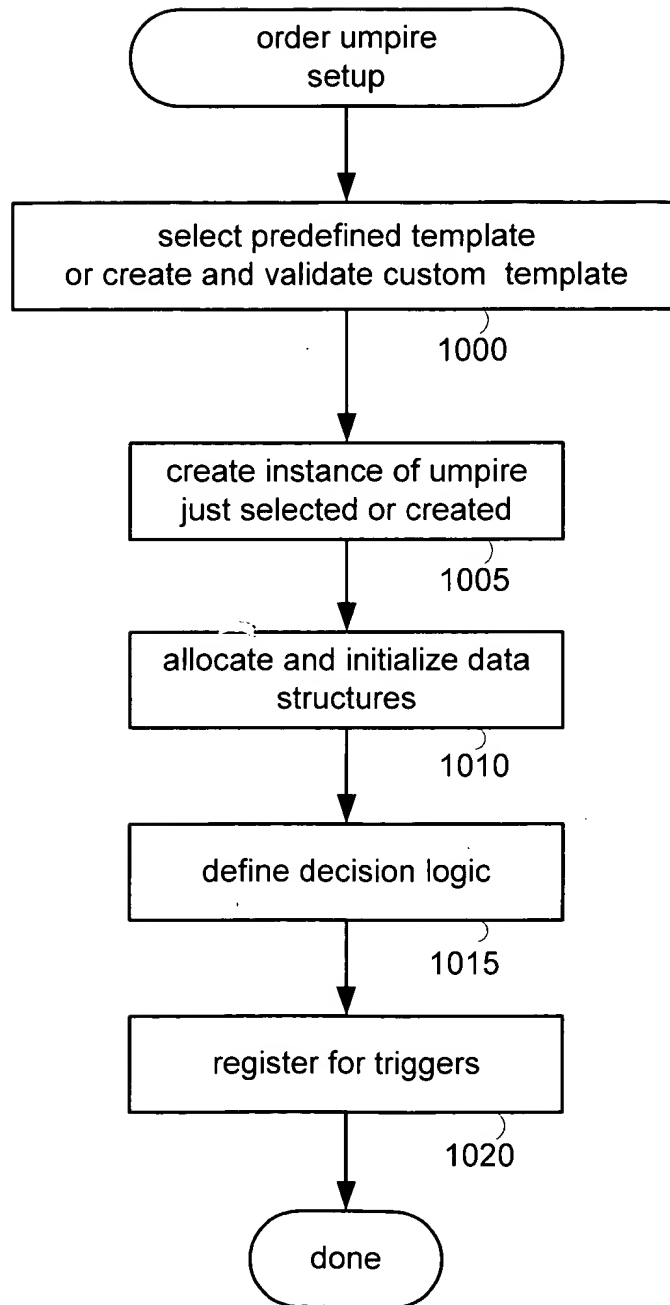 order umpire
setup
select predefined template
or create and validate custom template
1000
create instance of umpire
just selected or created
1005
allocate and initialize data
structures
1010
define decision logic
1015
register for triggers
1020
done